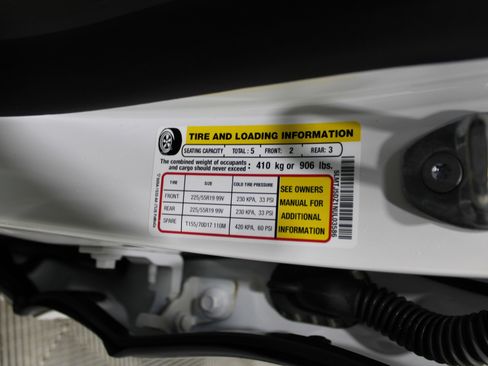 TIRE AND LOADING INFORMATION
SEATING CAPACITY TOTAL : 5 FRONT: 2 REAR: 3
The combined weight of occupants
and cargo should never exceed : 410 kg or 906 lbs.
TIRE SIZE COLD TIRE PRESSURE
FRONT 225/55R19 99V 230 KPA, 33 PSI
REAR 225/55R19 99V 230 KPA, 33 PSI
SPARE T155/70D17 110M 420 KPA, 60 PSI
SEE OWNERS
MANUAL FOR
ADDITIONAL
INFORMATION